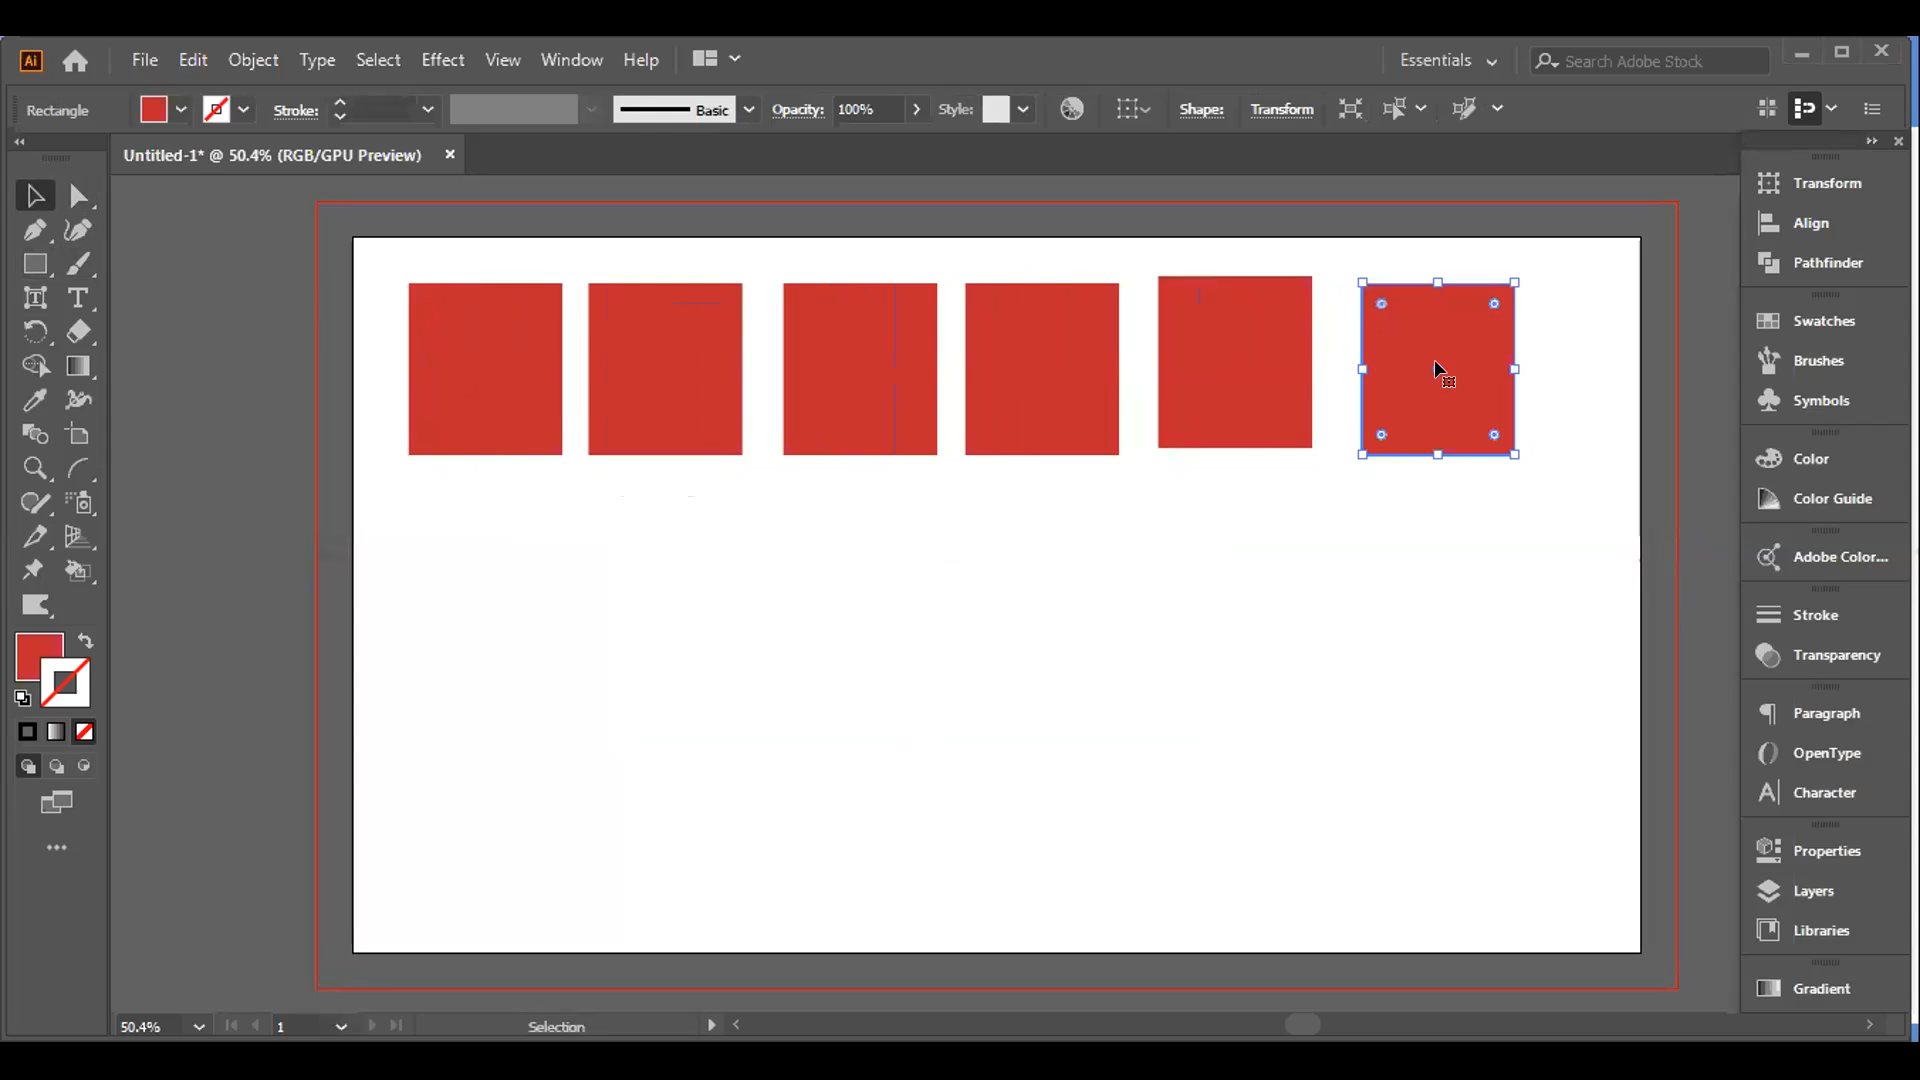 Ai File Edit Object Type Select Effect View Window Help Essentials Search Adobe Stock
Rectangle Stroke: Basic Opacity: 100% Style: Shape: Transform
Untitled-1* @ 50.4% (RGB/GPU Preview)
Transform
Align
Pathfinder
Swatches
Brushes
Symbols
Color
Color Guide
Adobe Color...
Stroke
Transparency
Paragraph
OpenType
Character
Properties
Layers
Libraries
Gradient
50.4% 1 Selection